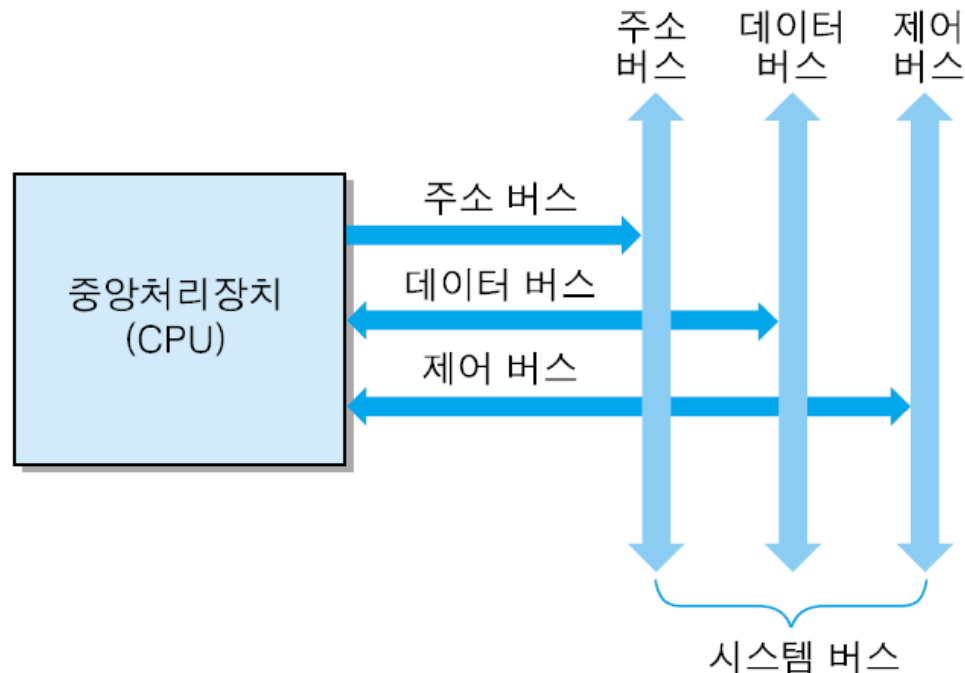 주소
버스
데이터
버스
제어
버스
주소 버스
데이터 버스
제어 버스
중앙처리장치
(CPU)
시스템 버스